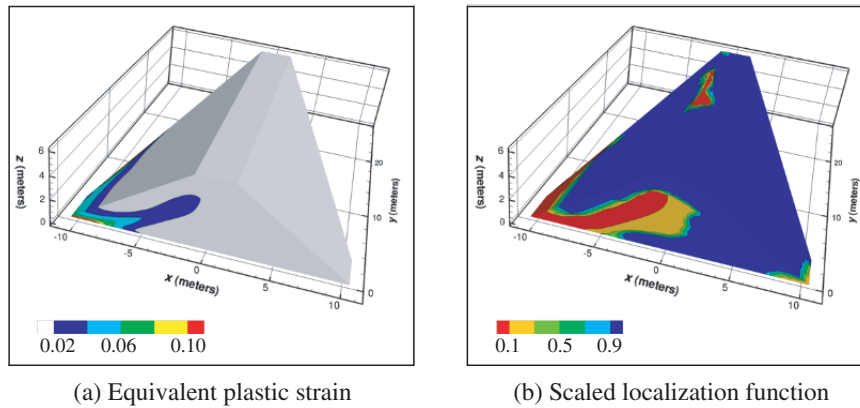 z (meters)
6
4
2
0
-10
-5
0
5
10
x (meters)
20
10
0
y (meters)
0.02 0.06 0.10
(a) Equivalent plastic strain
z (meters)
6
4
2
0
-10
-5
0
5
10
x (meters)
20
10
0
y (meters)
0.1 0.5 0.9
(b) Scaled localization function